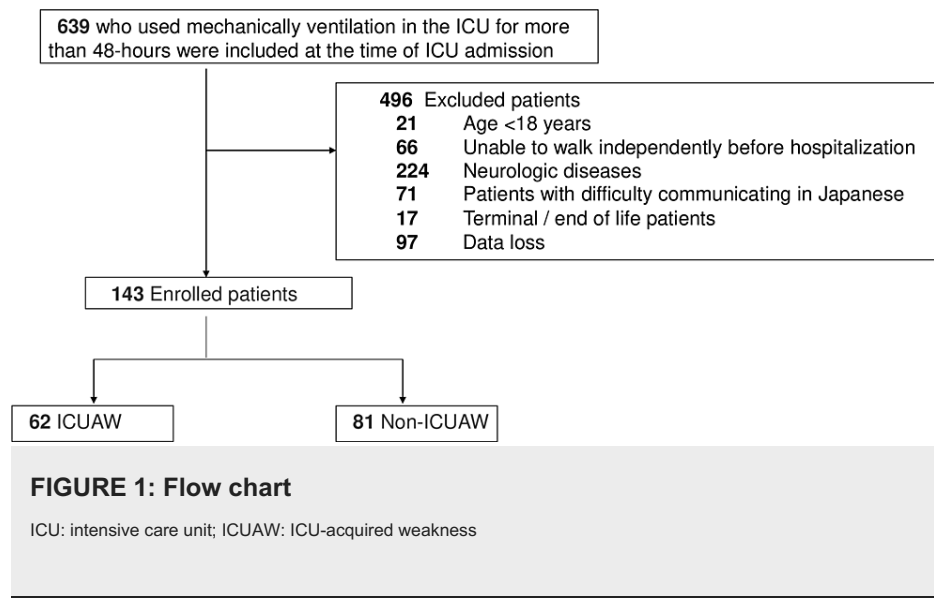 639 who used mechanically ventilation in the ICU for more
than 48-hours were included at the time of ICU admission
496 Excluded patients
21 Age <18 years
66 Unable to walk independently before hospitalization
224 Neurologic diseases
71 Patients with difficulty communicating in Japanese
17 Terminal / end of life patients
97 Data loss
143 Enrolled patients
62 ICUAW
81 Non-ICUAW
FIGURE 1: Flow chart
ICU: intensive care unit; ICUAW: ICU-acquired weakness